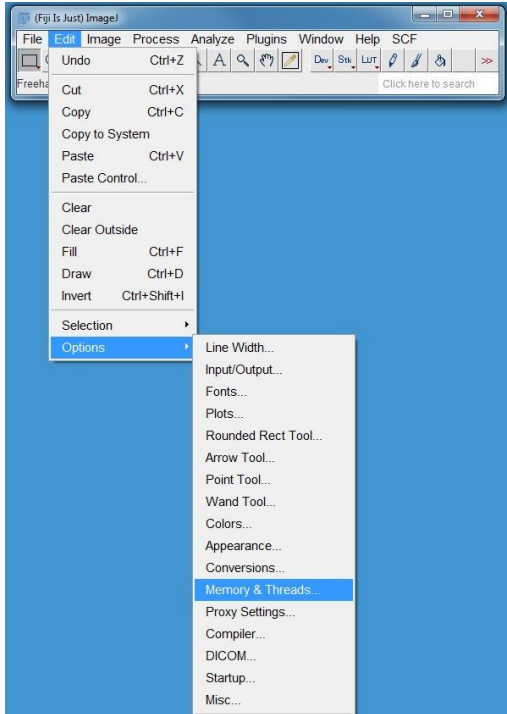 (Fiji Is Just) ImageJ
File Edit Image Process Analyze Plugins Window Help SCF
A Dev Stk LUT >>
Freeha Click here to search
Undo Ctrl+Z
Cut Ctrl+X
Copy Ctrl+C
Copy to System
Paste Ctrl+V
Paste Control...
Clear
Clear Outside
Fill Ctrl+F
Draw Ctrl+D
Invert Ctrl+Shift+I
Selection
Options
Line Width...
Input/Output...
Fonts...
Plots...
Rounded Rect Tool...
Arrow Tool...
Point Tool...
Wand Tool...
Colors...
Appearance...
Conversions...
Memory & Threads...
Proxy Settings...
Compiler...
DICOM...
Startup...
Misc...